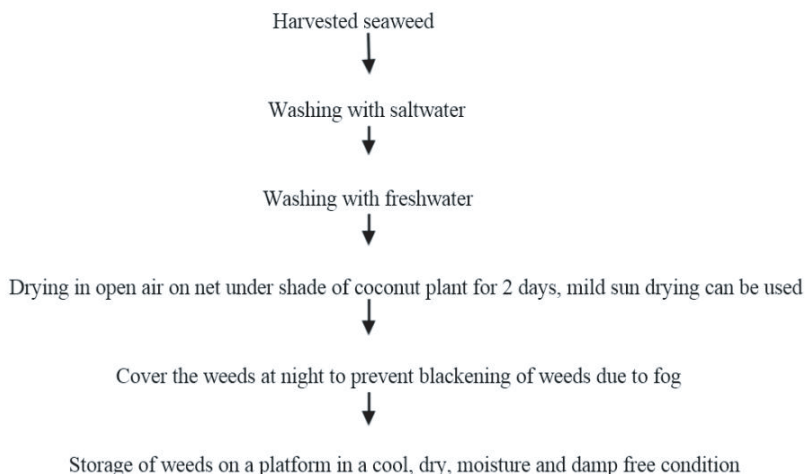 Harvested seaweed
Washing with saltwater
Washing with freshwater
Drying in open air on net under shade of coconut plant for 2 days, mild sun drying can be used
Cover the weeds at night to prevent blackening of weeds due to fog
Storage of weeds on a platform in a cool, dry, moisture and damp free condition